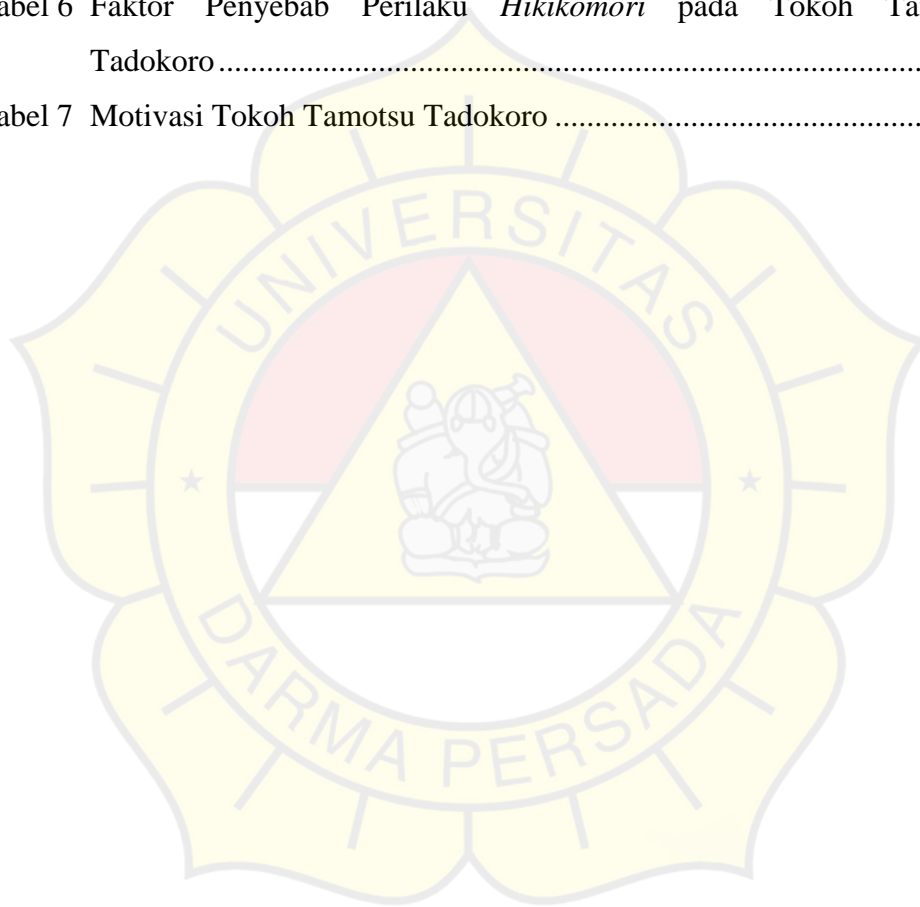 abel 6 Faktor Penyebab Perilaku Hikikomori pada Tokoh Ta
Tadokoro................................................................................
abel 7 Motivasi Tokoh Tamotsu Tadokoro..............................................
UNIVERSITAS
DARMA PERSADA